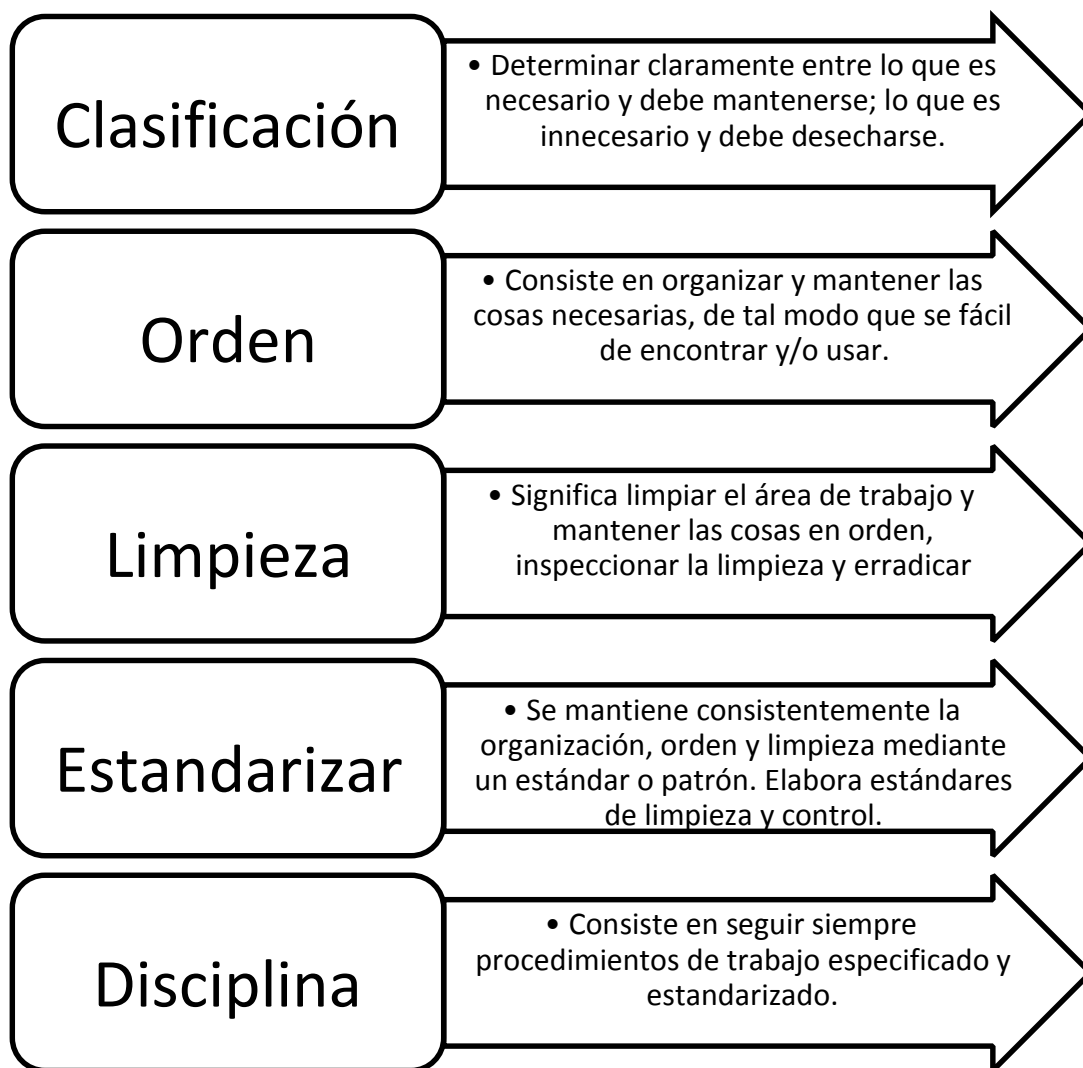 Clasificación
• Determinar claramente entre lo que es
necesario y debe mantenerse; lo que es
innecesario y debe desecharse.
Orden
• Consiste en organizar y mantener las
cosas necesarias, de tal modo que se fácil
de encontrar y/o usar.
Limpieza
• Significa limpiar el área de trabajo y
mantener las cosas en orden,
inspeccionar la limpieza y erradicar
Estandarizar
• Se mantiene consistentemente la
organización, orden y limpieza mediante
un estándar o patrón. Elabora estándares
de limpieza y control.
Disciplina
• Consiste en seguir siempre
procedimientos de trabajo especificado y
estandarizado.